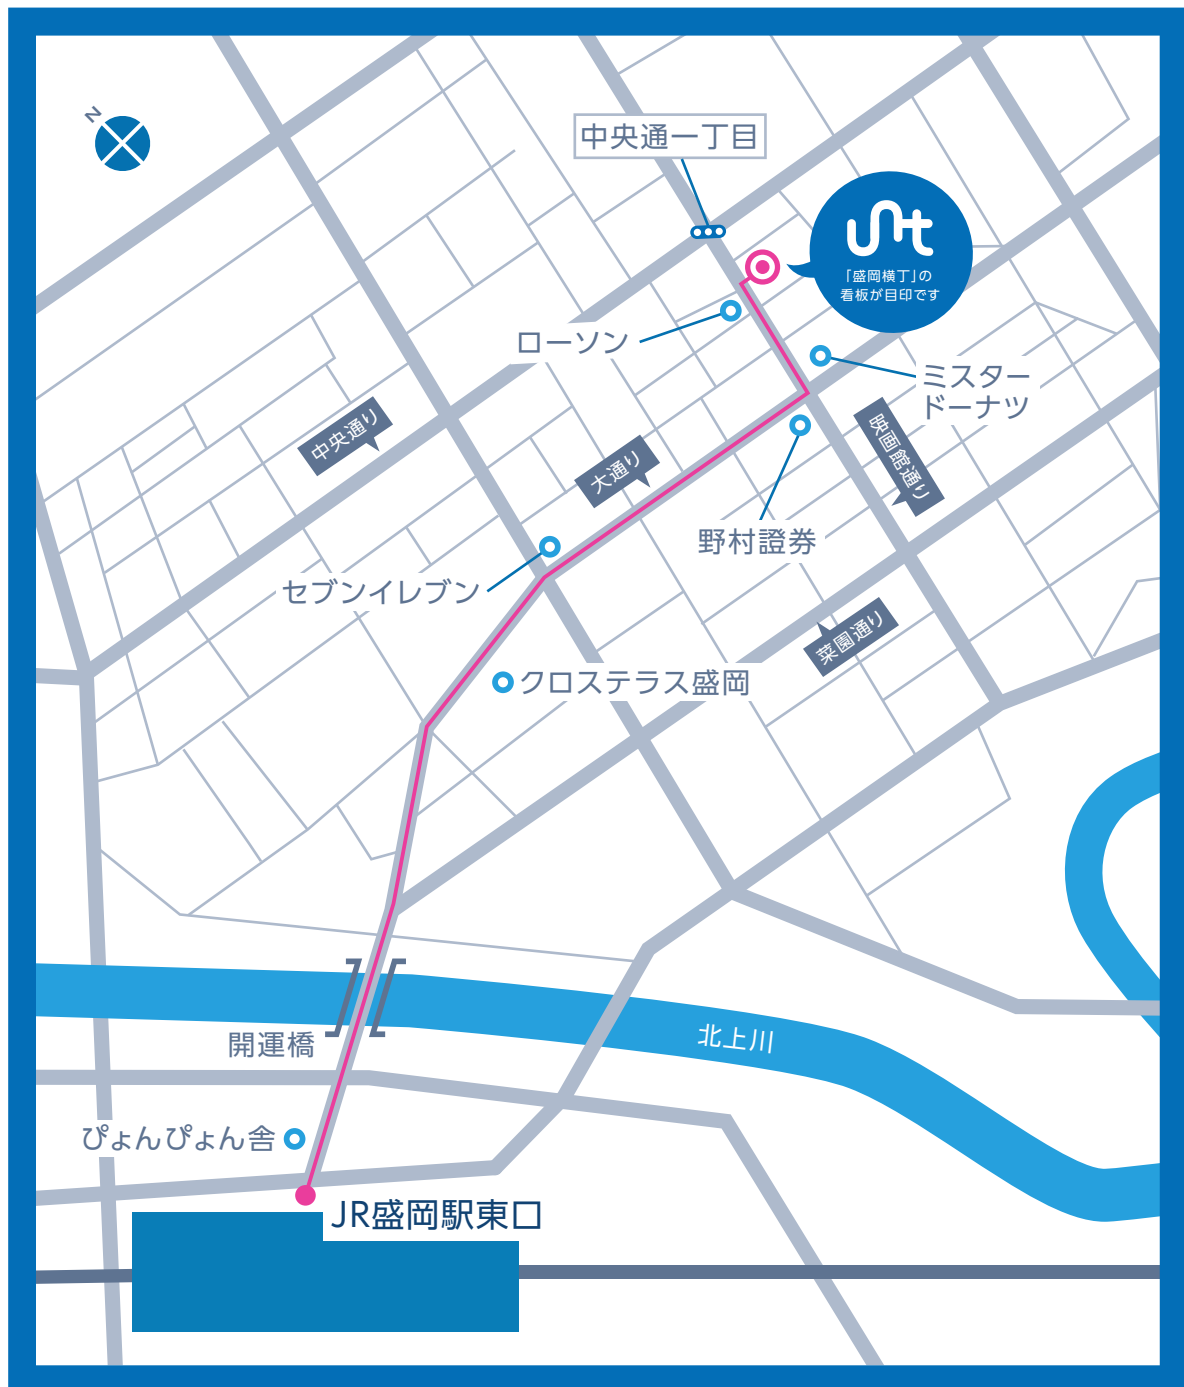 N
中央通一丁目
「盛岡横丁」の
看板が目印です
ローソン
ミスター
ドーナツ
中央通り
大通り
映画館通り
野村證券
セブンイレブン
菜園通り
クロステラス盛岡
北上川
開運橋
ぴょんぴょん舎
JR盛岡駅東口